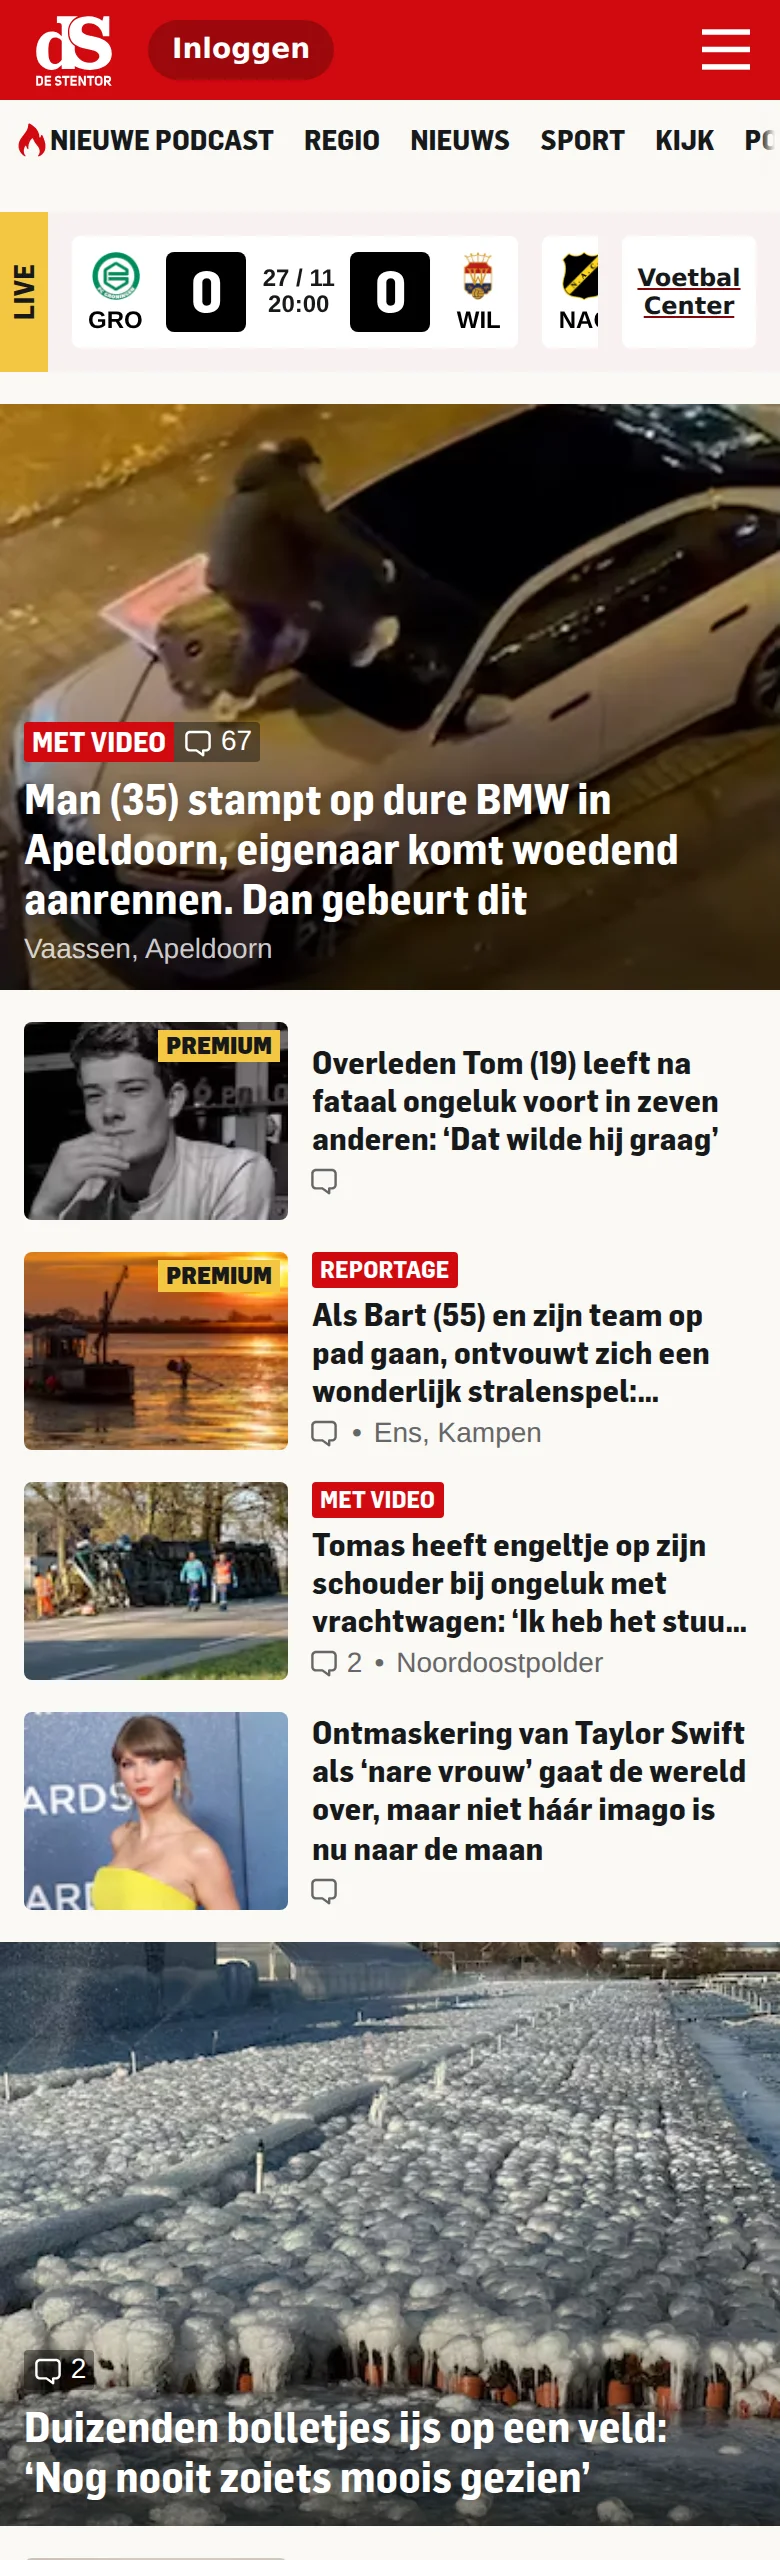 dS
DE STENTOR
Inloggen
NIEUWE PODCAST REGIO NIEUWS SPORT KIJK PO
LIVE
GRO 0 27 / 11 20:00 0 WIL
NAC
Voetbal
Center
MET VIDEO 67
Man (35) stampt op dure BMW in
Apeldoorn, eigenaar komt woedend
aanrennen. Dan gebeurt dit
Vaassen, Apeldoorn
PREMIUM
Overleden Tom (19) leeft na
fataal ongeluk voort in zeven
anderen: ‘Dat wilde hij graag’
PREMIUM
REPORTAGE
Als Bart (55) en zijn team op
pad gaan, ontvouwt zich een
wonderlijk stralenspel:...
• Ens, Kampen
MET VIDEO
Tomas heeft engeltje op zijn
schouder bij ongeluk met
vrachtwagen: ‘Ik heb het stuu...
2 • Noordoostpolder
ARDS
ARD
Ontmaskering van Taylor Swift
als ‘nare vrouw’ gaat de wereld
over, maar niet háár imago is
nu naar de maan
2
Duizenden bolletjes ijs op een veld:
‘Nog nooit zoiets moois gezien’